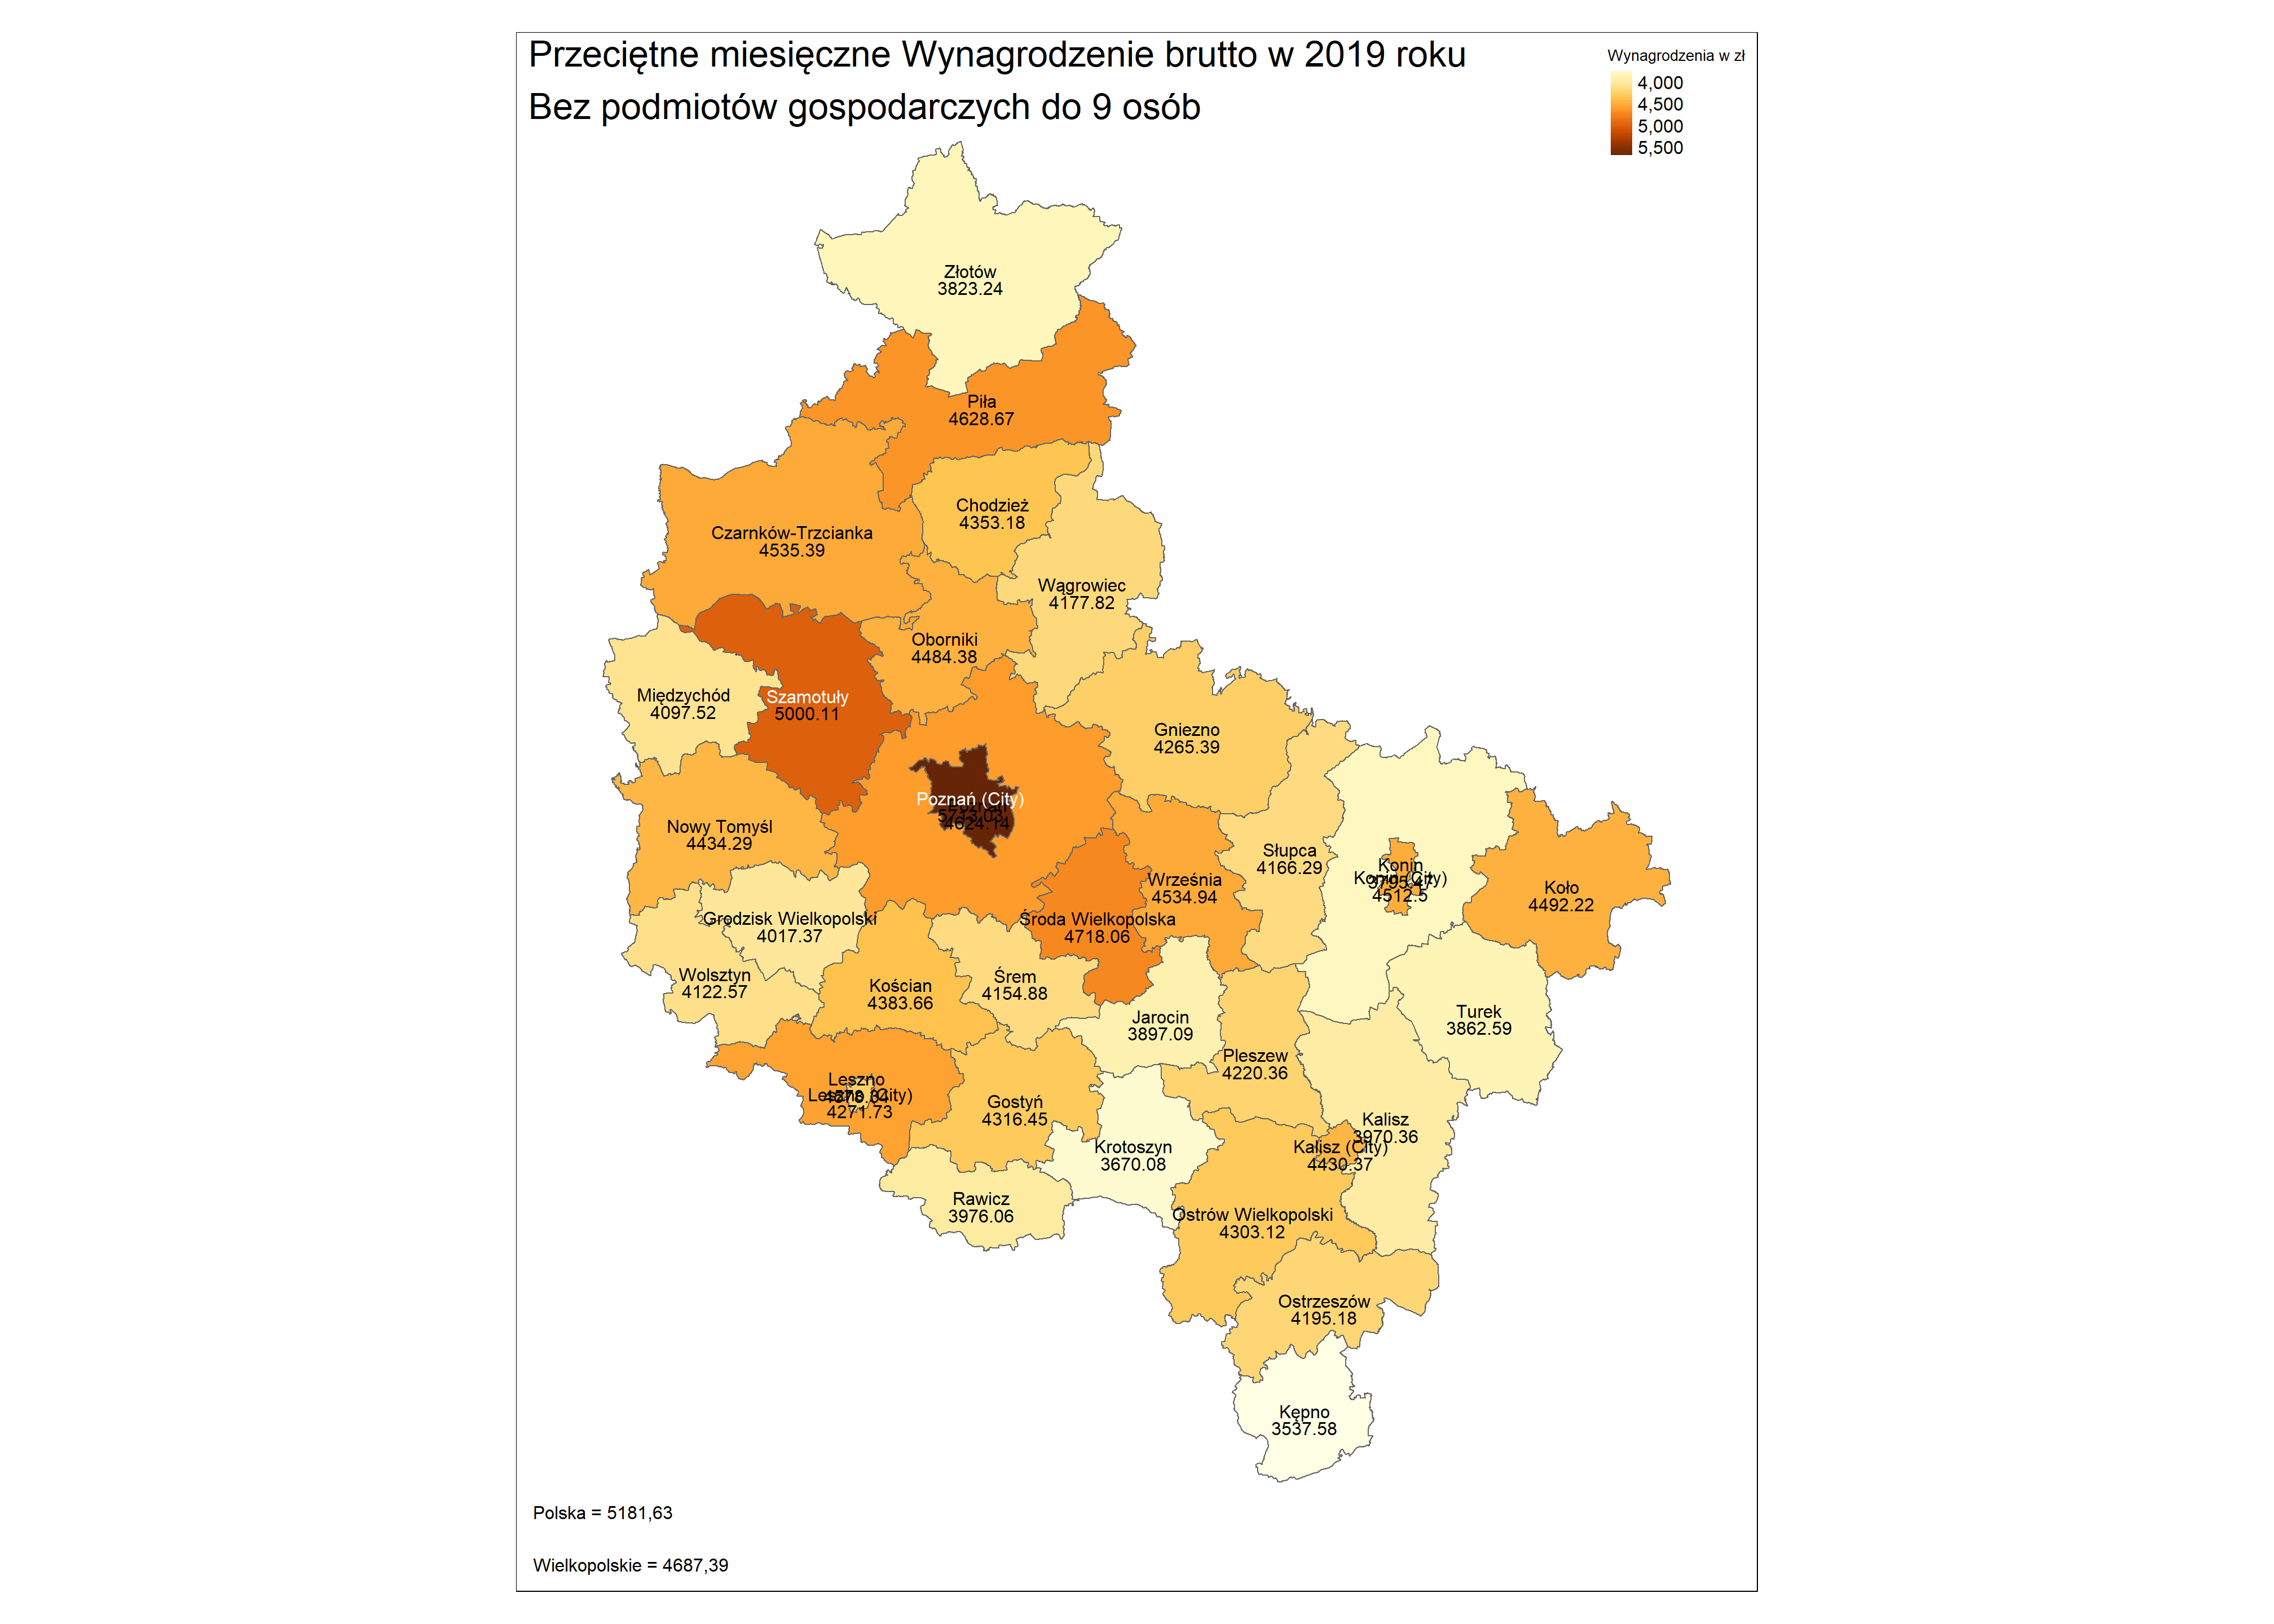 Przeciętne miesięczne Wynagrodzenie brutto w 2019 roku
Bez podmiotów gospodarczych do 9 osób
Wynagrodzenia w zł
4,000
4,500
5,000
5,500
Złotów
3823.24
Piła
4628.67
Chodzież
4353.18
Czarnków-Trzcianka
4535.39
Wągrowiec
4177.82
Oborniki
4484.38
Międzychód
4097.52
Szamotuły
5000.11
Gniezno
4265.39
Poznań (City)
5713.03
4624.14
Nowy Tomyśl
4434.29
Słupca
4166.29
Konin
3795.47
Konin (City)
4512.5
Września
4534.94
Koło
4492.22
Grodzisk Wielkopolski
4017.37
Środa Wielkopolska
4718.06
Wolsztyn
4122.57
Kościan
4383.66
Śrem
4154.88
Jarocin
3897.09
Turek
3862.59
Pleszew
4220.36
Leszno
Leszno (City)
4271.73
Gostyń
4316.45
Kalisz
3970.36
Kalisz (City)
4430.37
Krotoszyn
3670.08
Rawicz
3976.06
Ostrów Wielkopolski
4303.12
Ostrzeszów
4195.18
Kępno
3537.58
Polska = 5181,63
Wielkopolskie = 4687,39